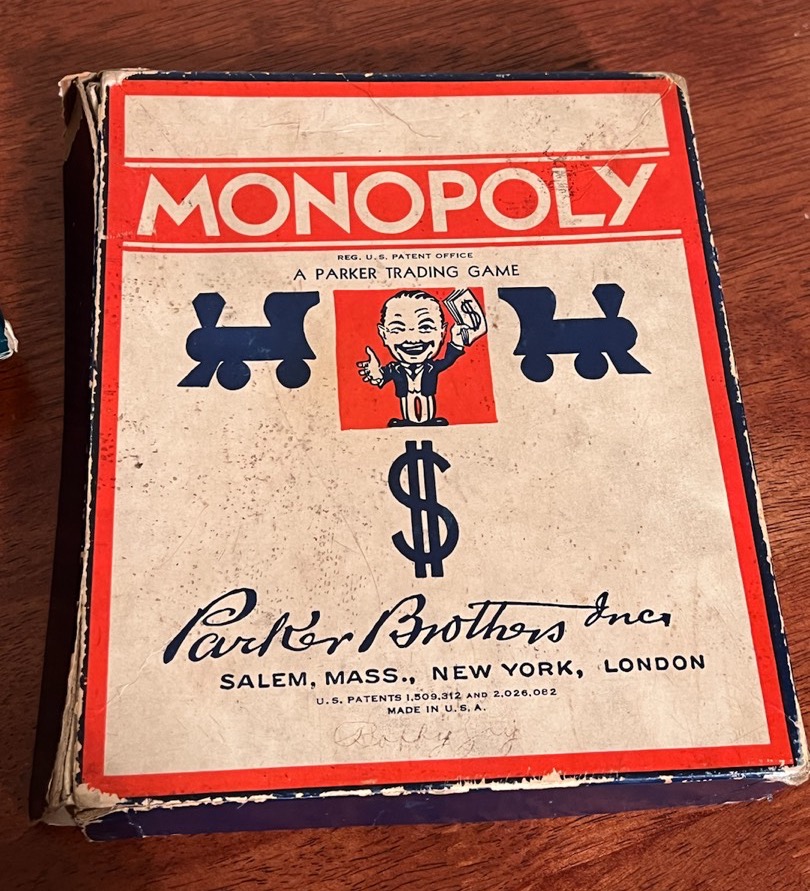 MONOPOLY
REG. U.S. PATENT OFFICE
A PARKER TRADING GAME
$
$
Parker Brothers Inc.
SALEM, MASS., NEW YORK, LONDON
U.S. PATENTS 1,509,312 AND 2,026,082
MADE IN U.S.A.